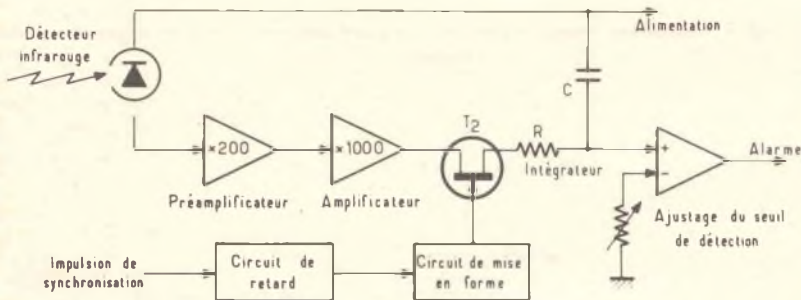 Détecteur
infrarouge
Alimentation
C
T2
R
×200
×1000
+
−
Alarme
Intégrateur
Préamplificateur
Amplificateur
Ajustage du seuil
de détection
Impulsion de
synchronisation
Circuit de
retard
Circuit de mise
en forme